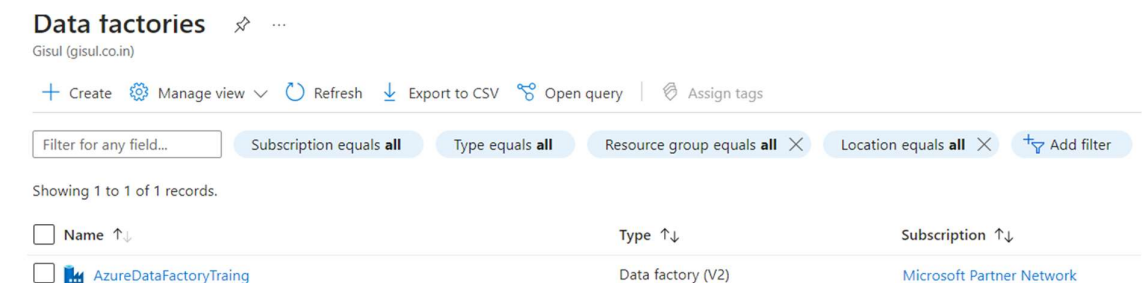 Data factories
Gisul (gisul.co.in)
Create Manage view Refresh Export to CSV Open query Assign tags
Filter for any field... Subscription equals all Type equals all Resource group equals all Location equals all Add filter
Showing 1 to 1 of 1 records.
Name Type Subscription
AzureDataFactoryTraing Data factory (V2) Microsoft Partner Network